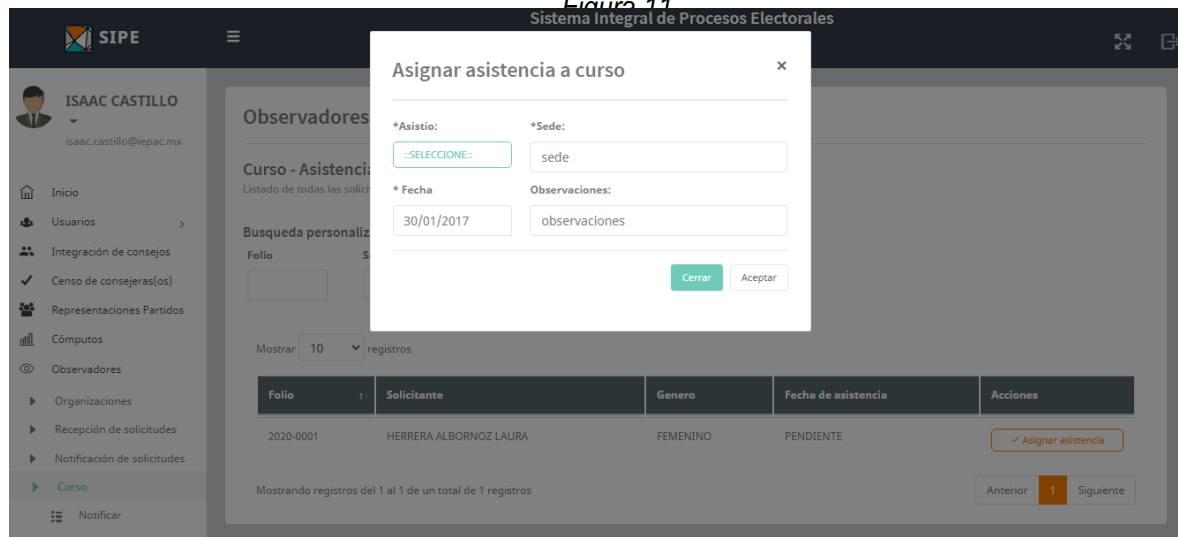 Figura 11
Sistema Integral de Procesos Electorales
SIPE
ISAAC CASTILLO
isaac.castillo@iepac.mx
Inicio
Usuarios
Integración de consejos
Censo de consejeras(os)
Representaciones Partidos
Cómputos
Observadores
Organizaciones
Recepción de solicitudes
Notificación de solicitudes
Curso
Notificar
Observadores
Curso - Asistencia
Listado de todas las solici
Busqueda personaliz
Folio S
Asignar asistencia a curso ×
*Asistio: *Sede:
::SELECCIONE:: sede
* Fecha Observaciones:
30/01/2017 observaciones
Cerrar Aceptar
Mostrar 10 registros
Folio Solicitante Genero Fecha de asistencia Acciones
2020-0001 HERRERA ALBORNOZ LAURA FEMENINO PENDIENTE Asignar asistencia
Mostrando registros del 1 al 1 de un total de 1 registros
Anterior 1 Siguiente